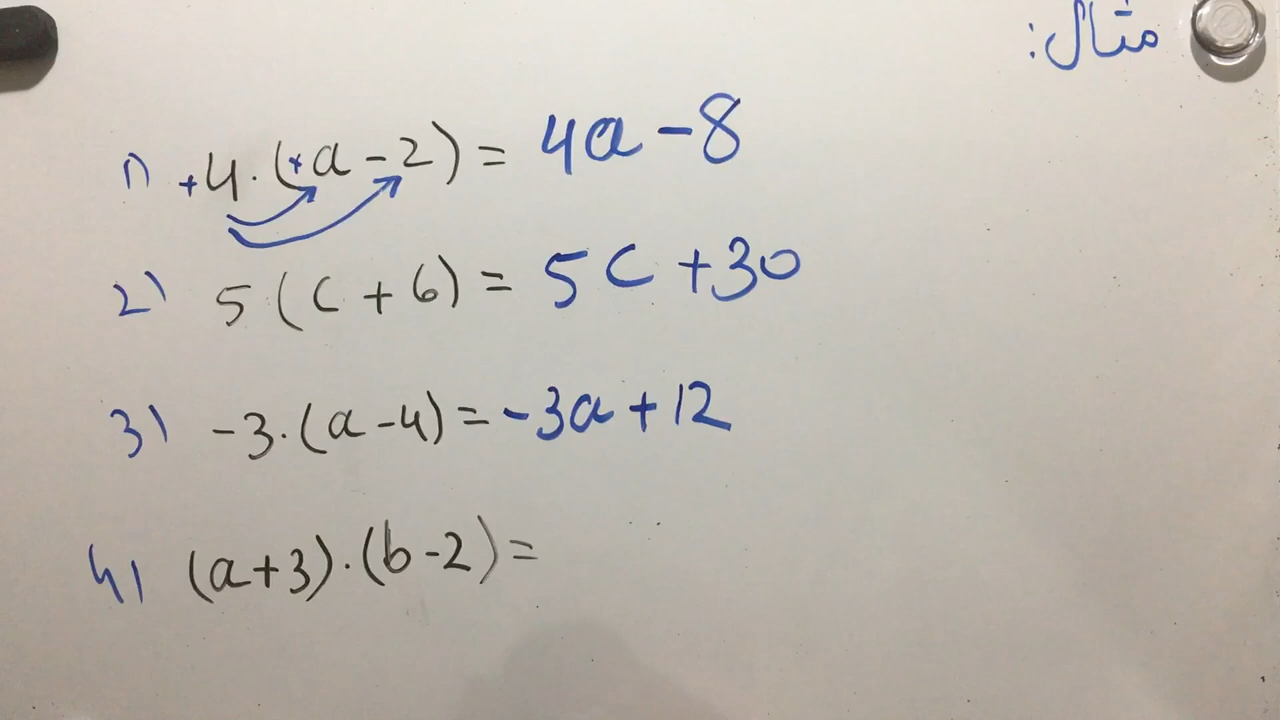 مثال:
1) +4·(+a-2) = 4a-8
2) 5(c+6) = 5c+30
3) -3·(a-4) = -3a+12
4) (a+3)·(b-2) =